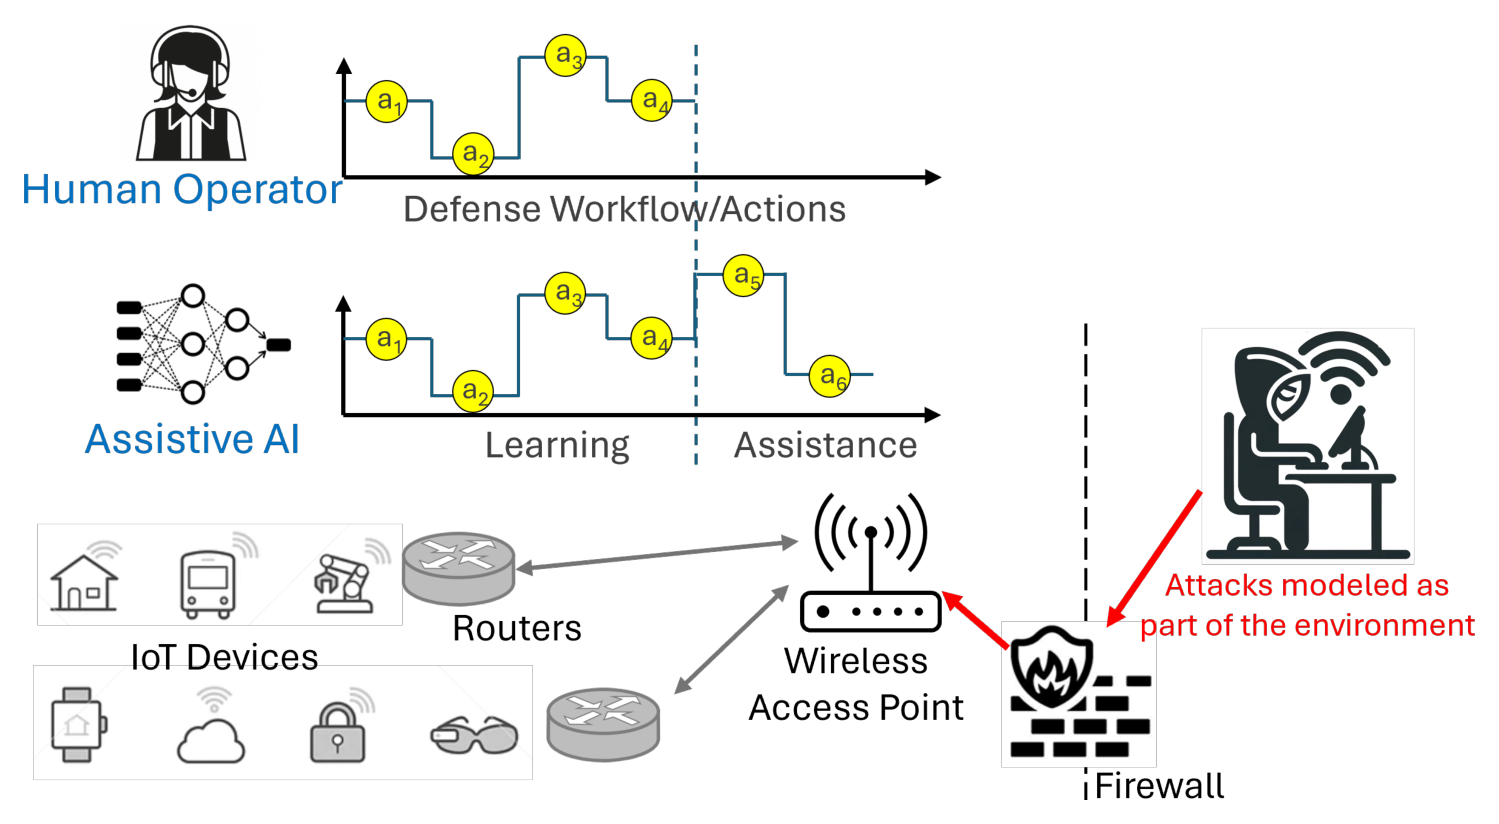 a1
a2
a3
a4
Human Operator
Defense Workflow/Actions
a1
a2
a3
a4
a5
a6
Assistive AI
Learning
Assistance
Attacks modeled as
part of the environment
Routers
IoT Devices
Wireless
Access Point
Firewall